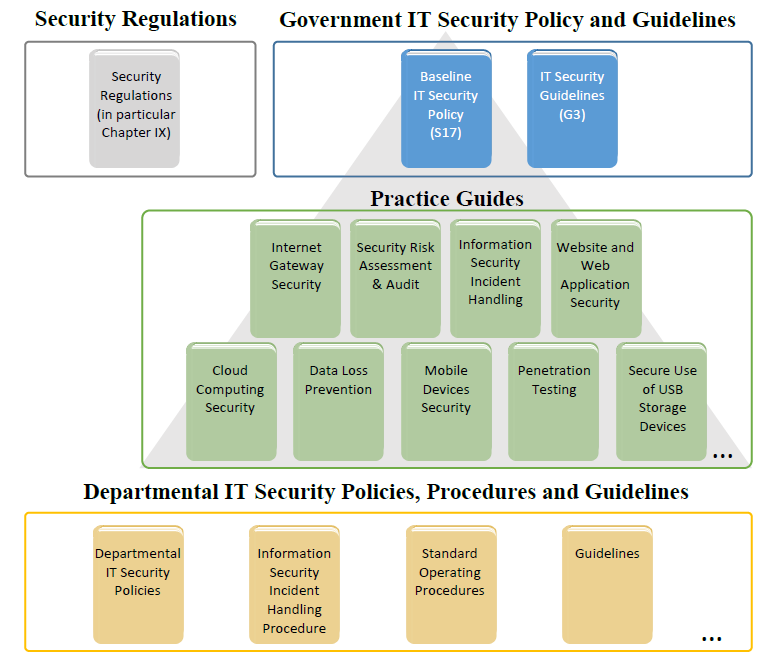 Security Regulations
Government IT Security Policy and Guidelines
Security
Regulations
(in particular
Chapter IX)
Baseline
IT Security
Policy
(S17)
IT Security
Guidelines
(G3)
Practice Guides
Internet
Gateway
Security
Security Risk
Assessment
& Audit
Information
Security
Incident
Handling
Website and
Web
Application
Security
Cloud
Computing
Security
Data Loss
Prevention
Mobile
Devices
Security
Penetration
Testing
Secure Use
of USB
Storage
Devices
...
Departmental IT Security Policies, Procedures and Guidelines
Departmental
IT Security
Policies
Information
Security
Incident
Handling
Procedure
Standard
Operating
Procedures
Guidelines
...